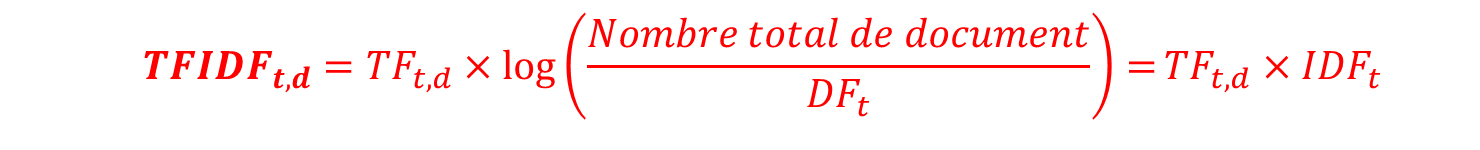 TFIDF_{t,d} = TF_{t,d} × log(Nombre total de document / DF_t) = TF_{t,d} × IDF_t